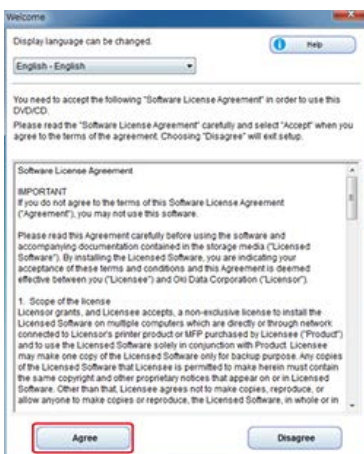 Welcome
Display language can be changed.
Help
English - English
You need to accept the following "Software License Agreement" in order to use this
DVD/CD.
Please read the "Software License Agreement" carefully and select "Accept" when you
agree to the terms of the agreement. Choosing "Disagree" will exit setup.
Software License Agreement
IMPORTANT
If you do not agree to the terms of this Software License Agreement
("Agreement"), you may not use this software.
Please read this Agreement carefully before using the software and
accompanying documentation contained in the storage media ("Licensed
Software"). By installing the Licensed Software, you are indicating your
acceptance of these terms and conditions and this Agreement is deemed
effective between you ("Licensee") and Oki Data Corporation ("Licensor").
1. Scope of the license
Licensor grants, and Licensee accepts, a non-exclusive license to install the
Licensed Software on multiple computers which are directly or through network
connected to Licensor's printer product or MFP purchased by Licensee ("Product")
and to use the Licensed Software solely in conjunction with Product. Licensee
may make one copy of the Licensed Software only for backup purpose. Any copies
of the Licensed Software that Licensee is permitted to make herein must contain
the same copyright and other proprietary notices that appear on or in Licensed
Software. Other than that, Licensee agrees not to make copies, reproduce, or
allow anyone to make copies or reproduce, the Licensed Software, in whole or in
Agree
Disagree